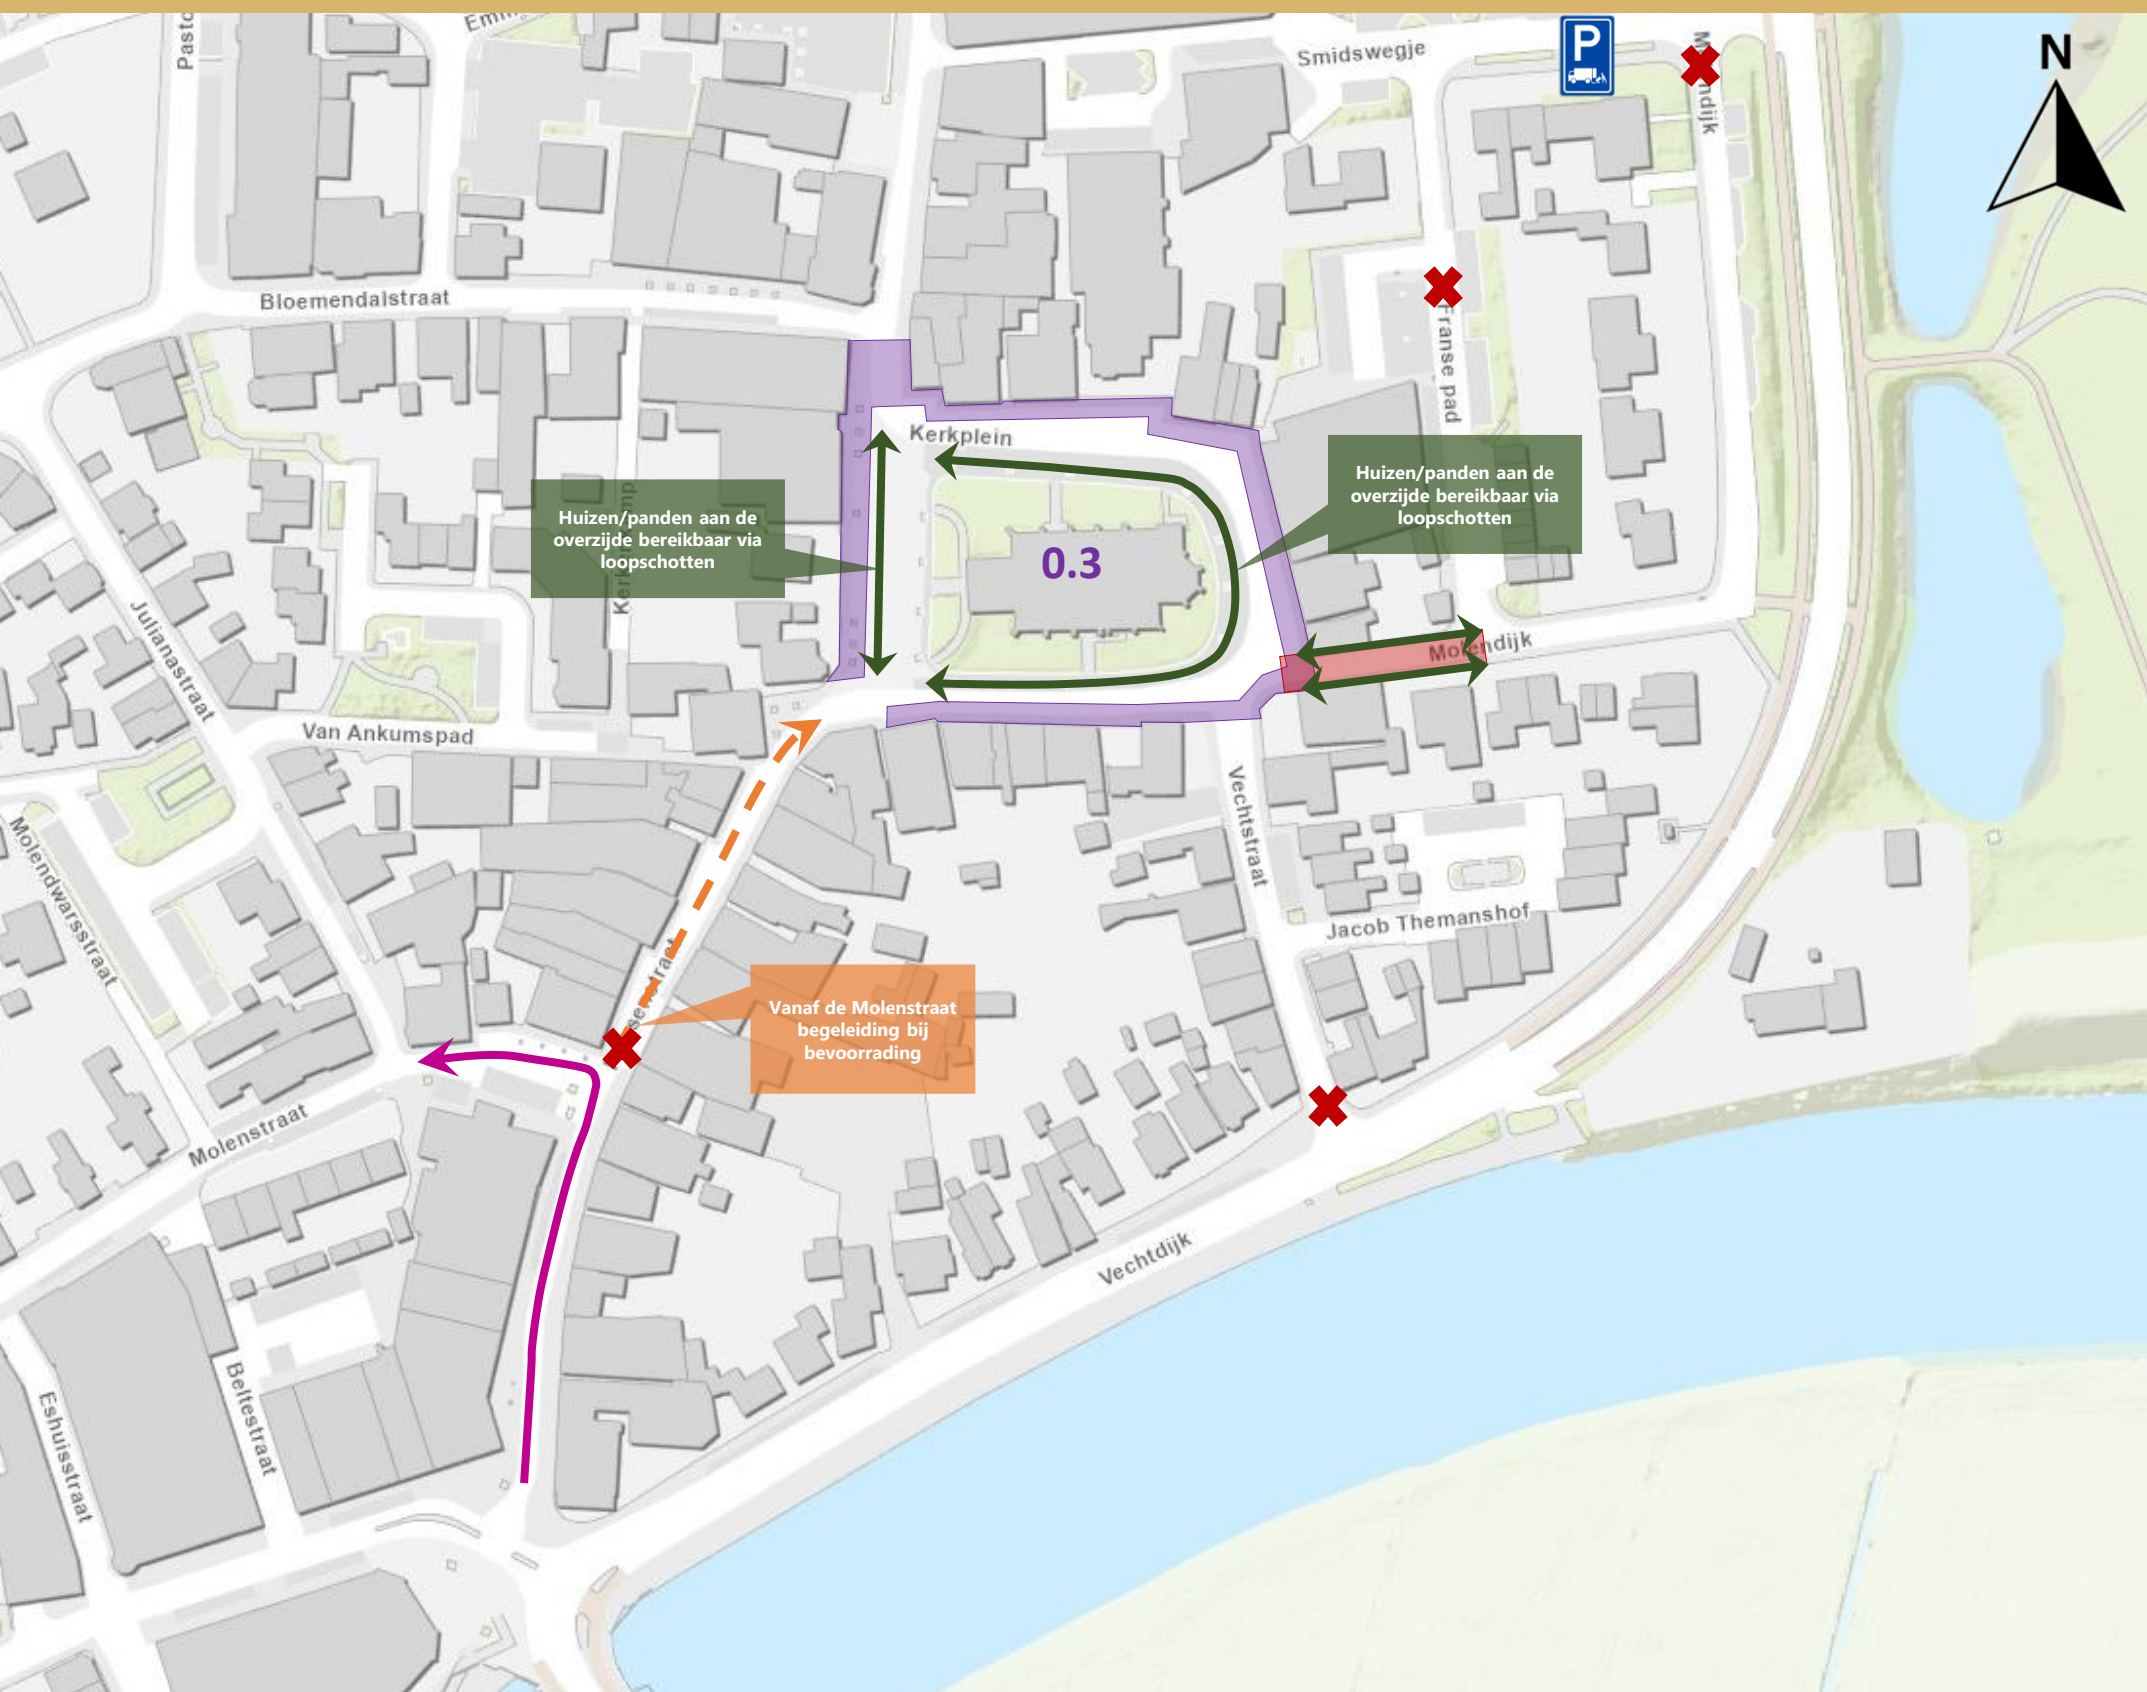 Smidswegje
P
N
Bloemendalstraat
Kerkplein
Franse pad
Huizen/panden aan de
overzijde bereikbaar via
loopschotten
Huizen/panden aan de
overzijde bereikbaar via
loopschotten
0.3
Molendijk
Julianastraat
Van Ankumspad
Vechtstraat
Molendwarsstraat
Jacob Themanshof
Vanaf de Molenstraat
begeleiding bij
bevoorrading
Molenstraat
Vechtdijk
Beltestraat
Eshuisstraat